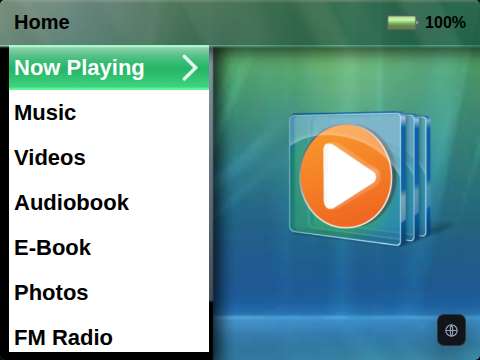 Home
100%
Now Playing
Music
Videos
Audiobook
E-Book
Photos
FM Radio